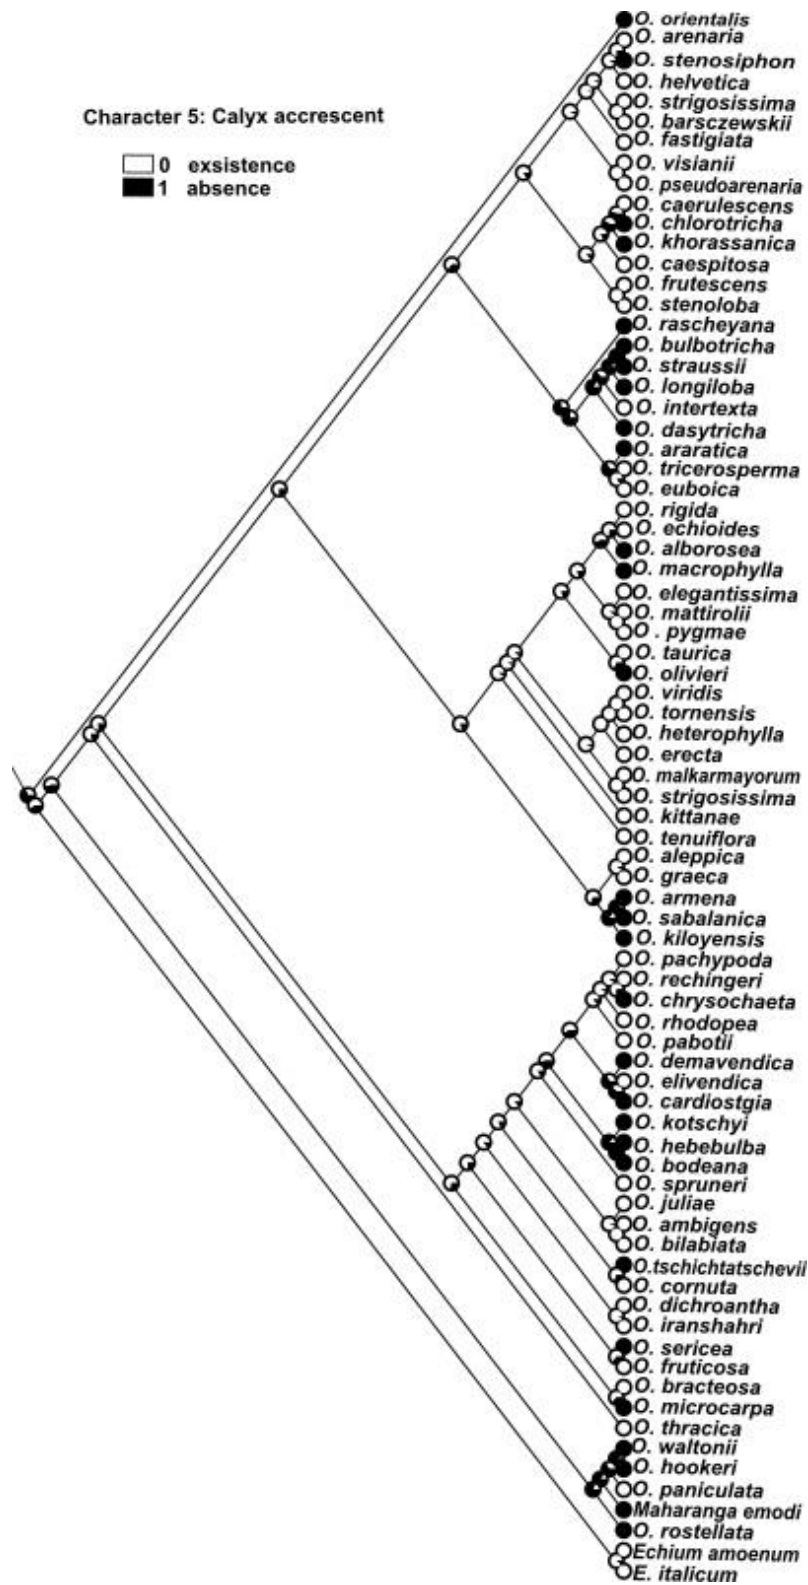 O. orientalis
O. arenaria
O. stenosiphon
O. helvetica
Character 5: Calyx accrescent
O. strigosissima
O. barsczewskii
O. fastigiata
0 exsistence
O. visianii
1 absence
O. pseudoarenaria
O. caerulescens
O. chlorotricha
O. khorassanica
O. caespitosa
O. frutescens
O. stenoloba
O. rascheyana
O. bulbotricha
O. straussii
O. longiloba
O. intertexta
O. dasytricha
O. araratica
O. tricerosperma
O. euboica
O. rigida
O. echioides
O. alborosea
O. macrophylla
O. elegantissima
O. mattirolii
O . pygmae
O. taurica
O. olivieri
O. viridis
O. tornensis
O. heterophylla
O. erecta
O. malkarmayorum
O. strigosissima
O. kittanae
O. tenuiflora
O. aleppica
O. graeca
O. armena
O. sabalanica
O. kiloyensis
O. pachypoda
O. rechingeri
O. chrysochaeta
O. rhodopea
O. pabotii
O. demavendica
O. elivendica
O. cardiostgia
O. kotschyi
O. hebebulba
O. bodeana
O. spruneri
O. juliae
O. ambigens
O. bilabiata
O.tschichtatschevii
O. cornuta
O. dichroantha
O. iranshahri
O. sericea
O. fruticosa
O. bracteosa
O. microcarpa
O. thracica
O. waltonii
O. hookeri
O. paniculata
Maharanga emodi
O. rostellata
Echium amoenum
E. italicum